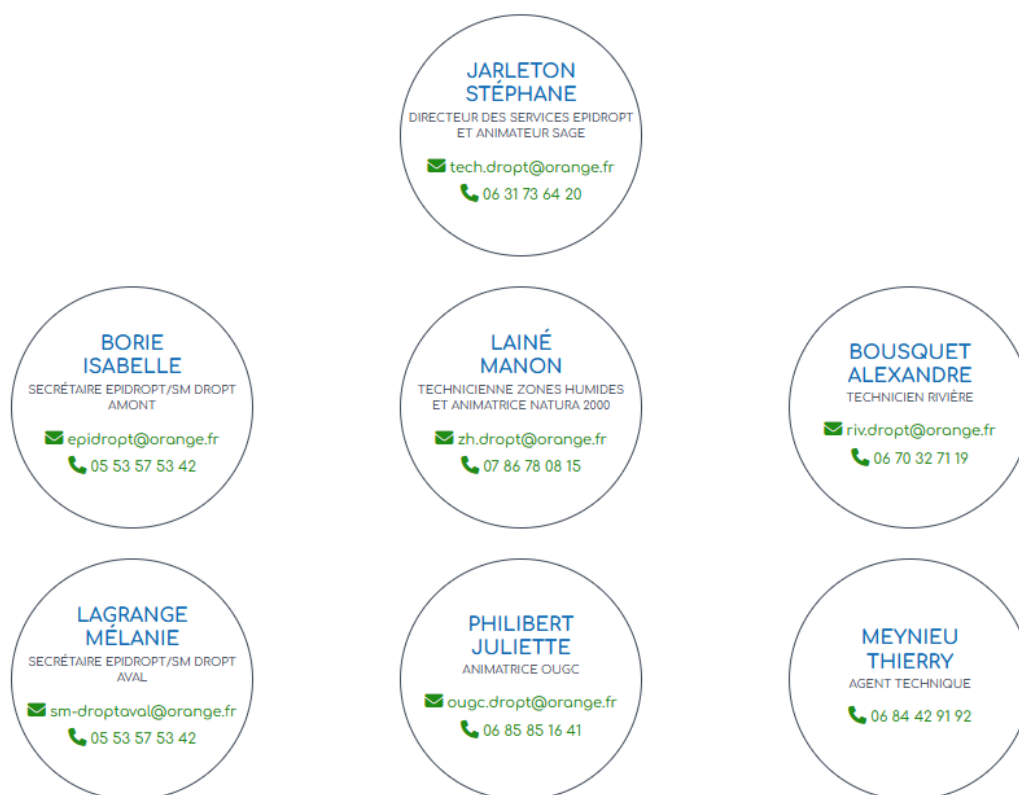 JARLETON
STÉPHANE
DIRECTEUR DES SERVICES EPIDROPT
ET ANIMATEUR SAGE
tech.dropt@orange.fr
06 31 73 64 20
BORIE
ISABELLE
SECRÉTAIRE EPIDROPT/SM DROPT
AMONT
epidropt@orange.fr
05 53 57 53 42
LAINÉ
MANON
TECHNICIENNE ZONES HUMIDES
ET ANIMATRICE NATURA 2000
zh.dropt@orange.fr
07 86 78 08 15
BOUSQUET
ALEXANDRE
TECHNICIEN RIVIÈRE
riv.dropt@orange.fr
06 70 32 71 19
LAGRANGE
MÉLANIE
SECRÉTAIRE EPIDROPT/SM DROPT
AVAL
sm-droptaval@orange.fr
05 53 57 53 42
PHILIBERT
JULIETTE
ANIMATRICE OUGC
ougc.dropt@orange.fr
06 85 85 16 41
MEYNIEU
THIERRY
AGENT TECHNIQUE
06 84 42 91 92